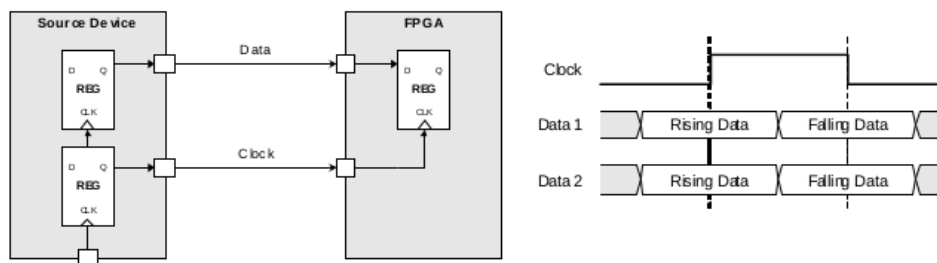 Source Device
FPGA
Data
D Q
REG
CLK
D Q
REG
CLK
Clock
D Q
REG
CLK
Clock
Data 1
Rising Data
Falling Data
Data 2
Rising Data
Falling Data